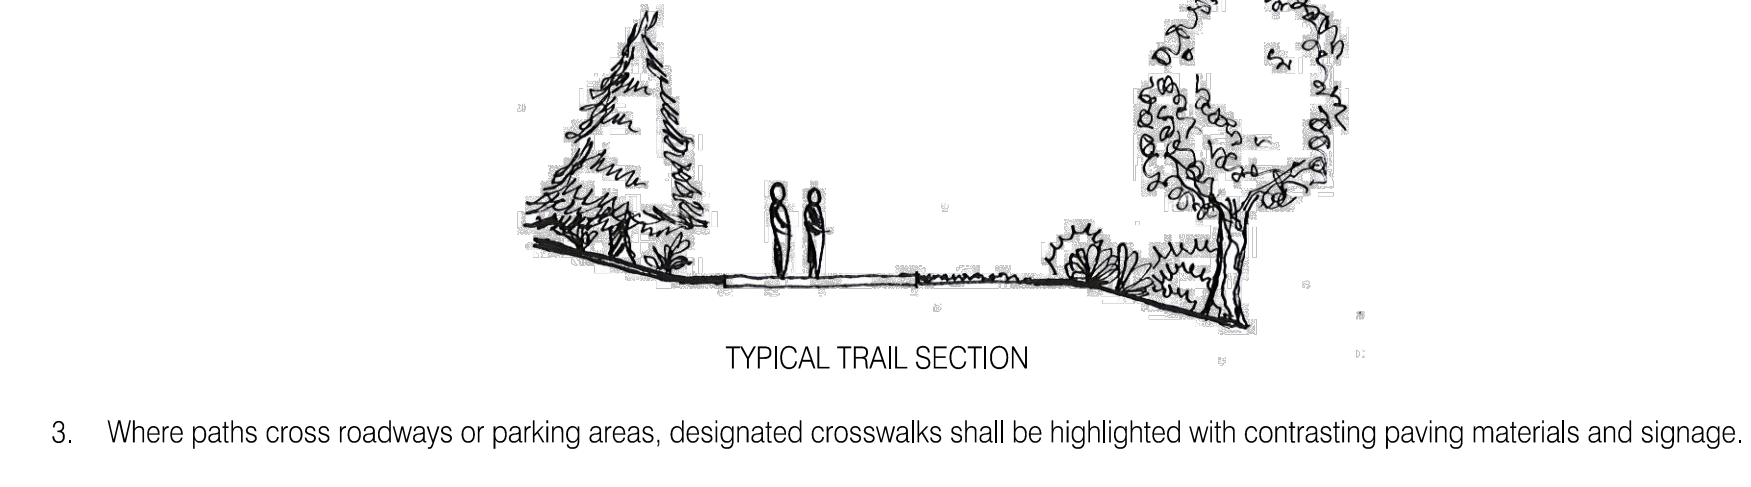 TYPICAL TRAIL SECTION
3. Where paths cross roadways or parking areas, designated crosswalks shall be highlighted with contrasting paving materials and signage.